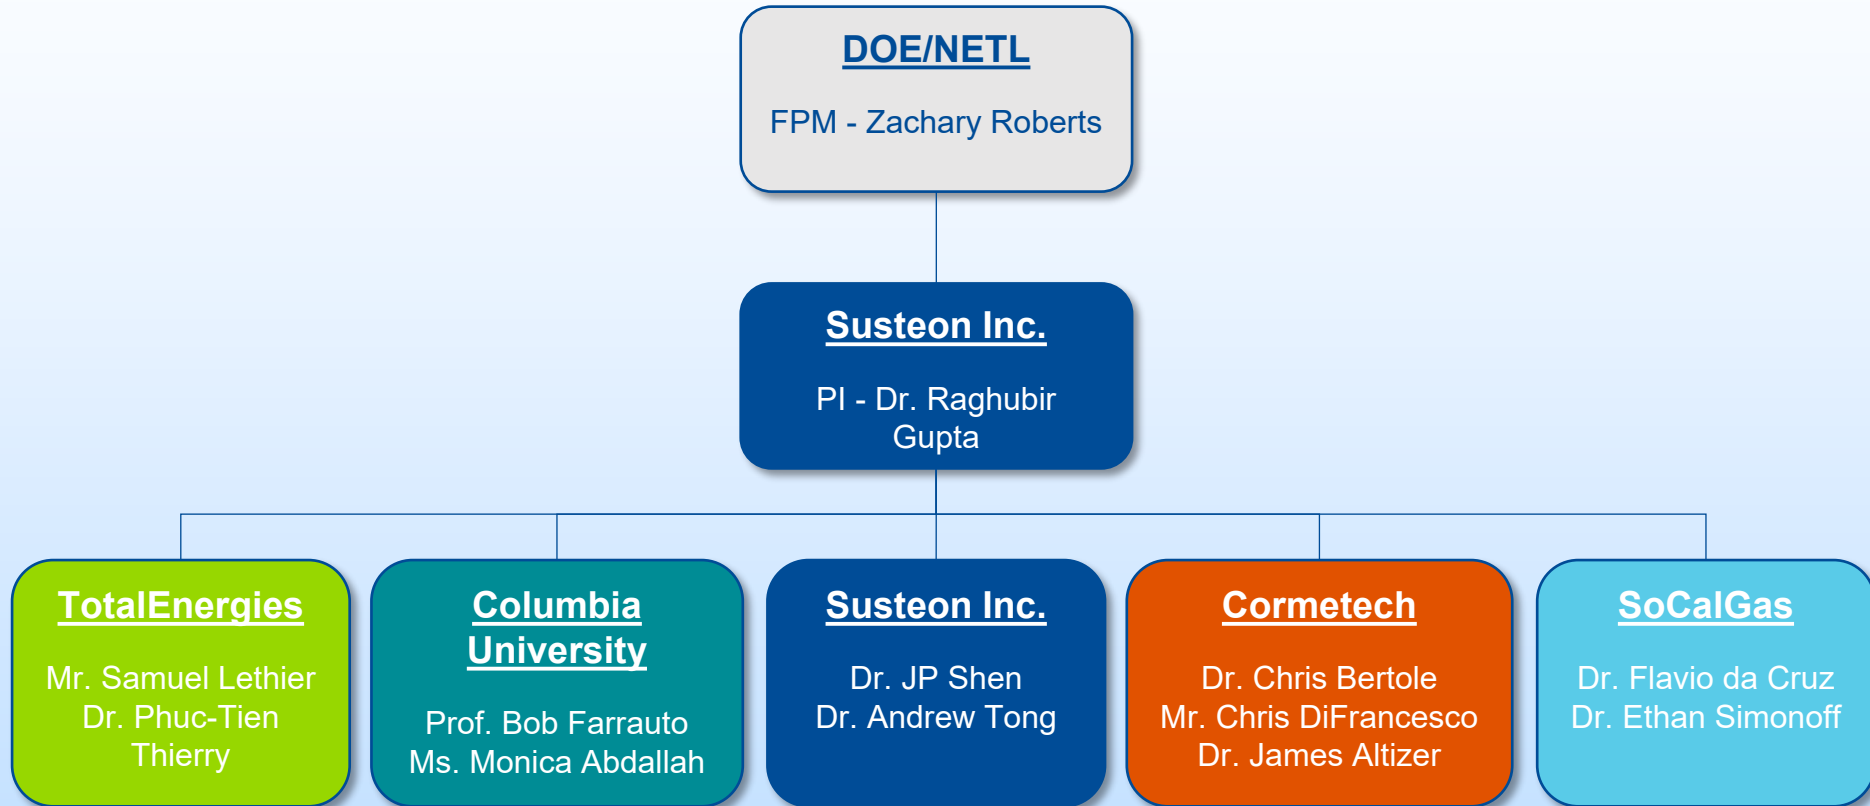 DOE/NETL
FPM - Zachary Roberts
Susteon Inc.
PI - Dr. Raghubir
Gupta
TotalEnergies
Mr. Samuel Lethier
Dr. Phuc-Tien
Thierry
Columbia
University
Prof. Bob Farrauto
Ms. Monica Abdallah
Susteon Inc.
Dr. JP Shen
Dr. Andrew Tong
Cormetech
Dr. Chris Bertole
Mr. Chris DiFrancesco
Dr. James Altizer
SoCalGas
Dr. Flavio da Cruz
Dr. Ethan Simonoff